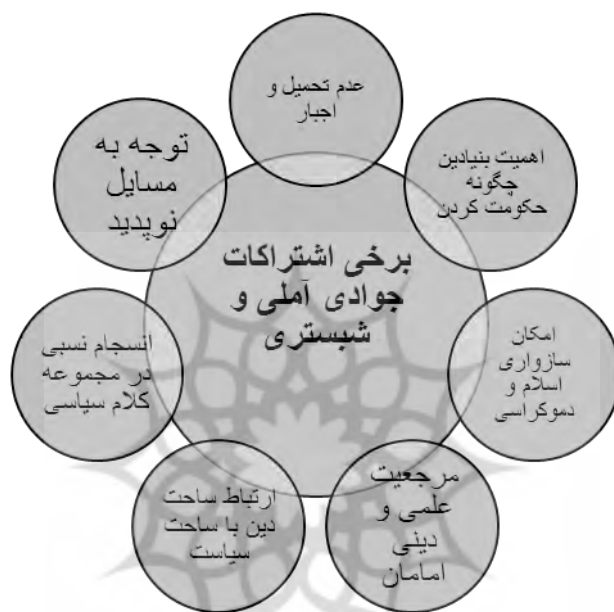 عدم تحمیل و
اجبار
اهمیت بنیادین
چگونه
حکومت کردن
امکان
سازواری
اسلام و
دموکراسی
مرجعیت
علمی و
دینی
امامان
ارتباط ساحت
دین با ساحت
سیاست
انسجام نسبی
در مجموعه
کلام سیاسی
توجه به
مسایل
نوپدید
برخی اشتراکات
جوادی آملی و
شبستری